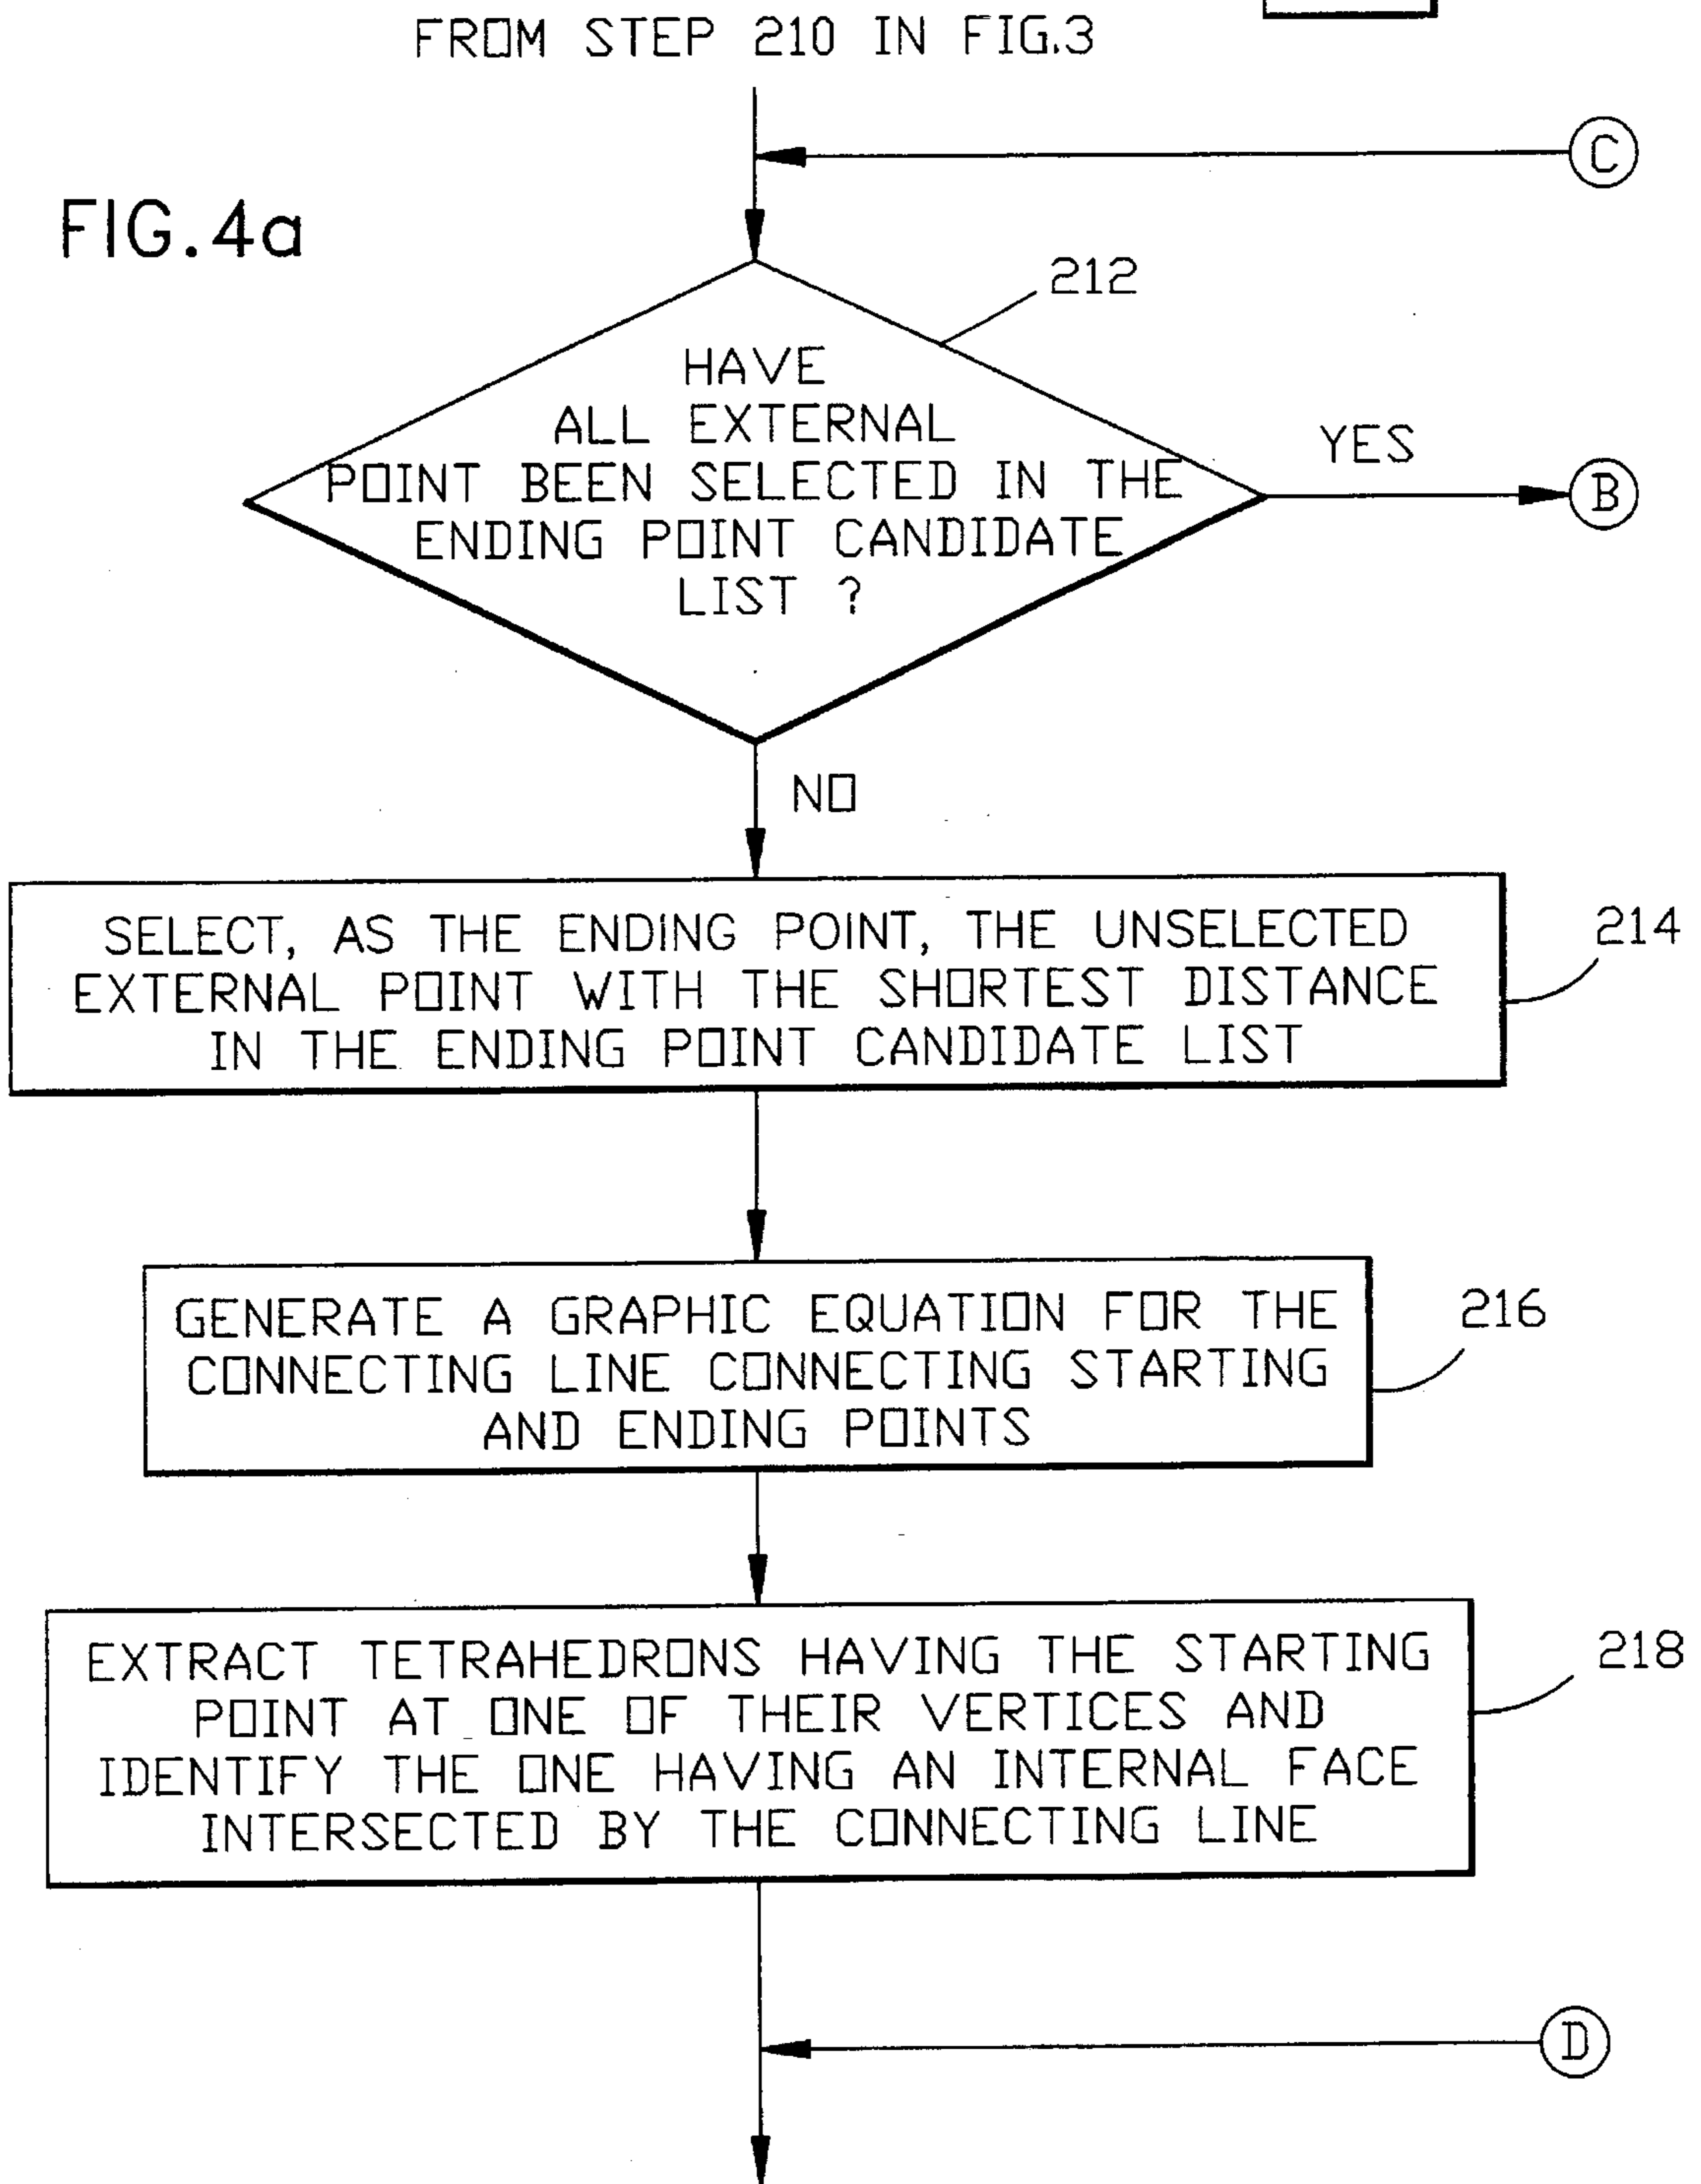 FROM STEP 210 IN FIG.3
C
FIG.4a
212
HAVE
ALL EXTERNAL
POINT BEEN SELECTED IN THE
ENDING POINT CANDIDATE
LIST ?
YES
B
NO
SELECT, AS THE ENDING POINT, THE UNSELECTED
EXTERNAL POINT WITH THE SHORTEST DISTANCE
IN THE ENDING POINT CANDIDATE LIST
214
GENERATE A GRAPHIC EQUATION FOR THE
CONNECTING LINE CONNECTING STARTING
AND ENDING POINTS
216
EXTRACT TETRAHEDRONS HAVING THE STARTING
POINT AT ONE OF THEIR VERTICES AND
IDENTIFY THE ONE HAVING AN INTERNAL FACE
INTERSECTED BY THE CONNECTING LINE
218
D